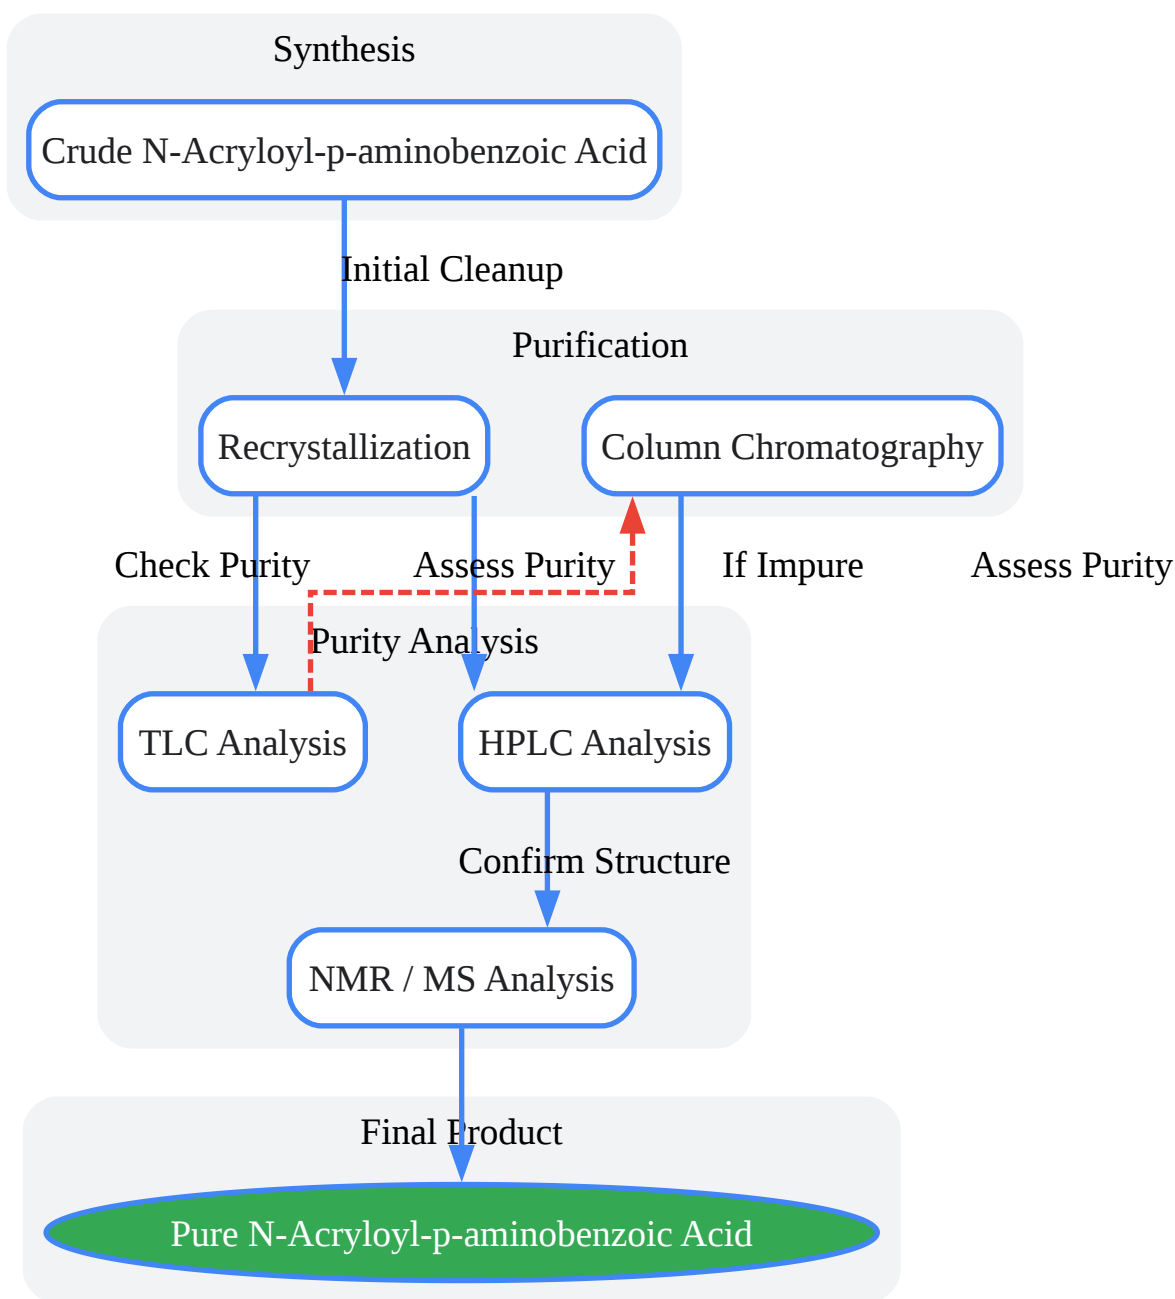 Synthesis
Crude N-Acryloyl-p-aminobenzoic Acid
Initial Cleanup
Purification
Recrystallization
Column Chromatography
Check Purity
Assess Purity
If Impure
Assess Purity
Purity Analysis
TLC Analysis
HPLC Analysis
Confirm Structure
NMR / MS Analysis
Final Product
Pure N-Acryloyl-p-aminobenzoic Acid